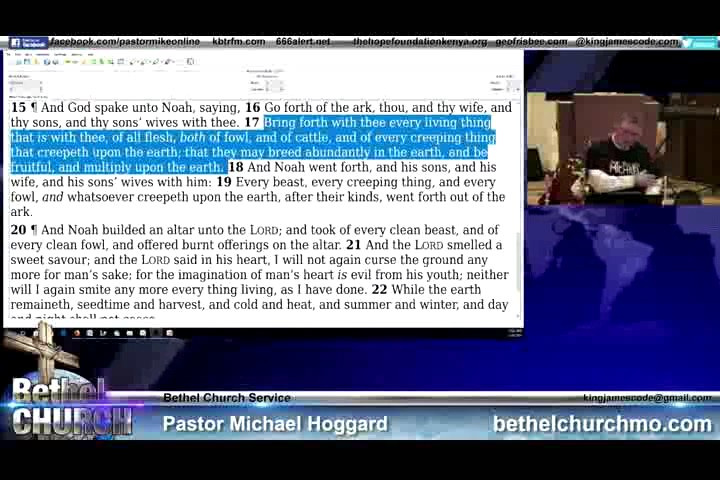 facebook.com/pastormikeonline kbtrfm.com 666alert.net thehopefoundationkenya.org geofrisbee.com @kingjamescode.com
15 ¶ And God spake unto Noah, saying, 16 Go forth of the ark, thou, and thy wife, and
thy sons, and thy sons' wives with thee. 17 Bring forth with thee every living thing
that is with thee, of all flesh, both of fowl, and of cattle, and of every creeping thing
that creepeth upon the earth; that they may breed abundantly in the earth, and be
fruitful, and multiply upon the earth. 18 And Noah went forth, and his sons, and his
wife, and his sons' wives with him: 19 Every beast, every creeping thing, and every
fowl, and whatsoever creepeth upon the earth, after their kinds, went forth out of the
ark.
20 ¶ And Noah builded an altar unto the LORD; and took of every clean beast, and of
every clean fowl, and offered burnt offerings on the altar. 21 And the LORD smelled a
sweet savour; and the LORD said in his heart, I will not again curse the ground any
more for man's sake; for the imagination of man's heart is evil from his youth; neither
will I again smite any more every thing living, as I have done. 22 While the earth
remaineth, seedtime and harvest, and cold and heat, and summer and winter, and day
Bethel
CHURCH
Bethel Church Service
kingjamescode@gmail.com
Pastor Michael Hoggard
bethelchurchmo.com